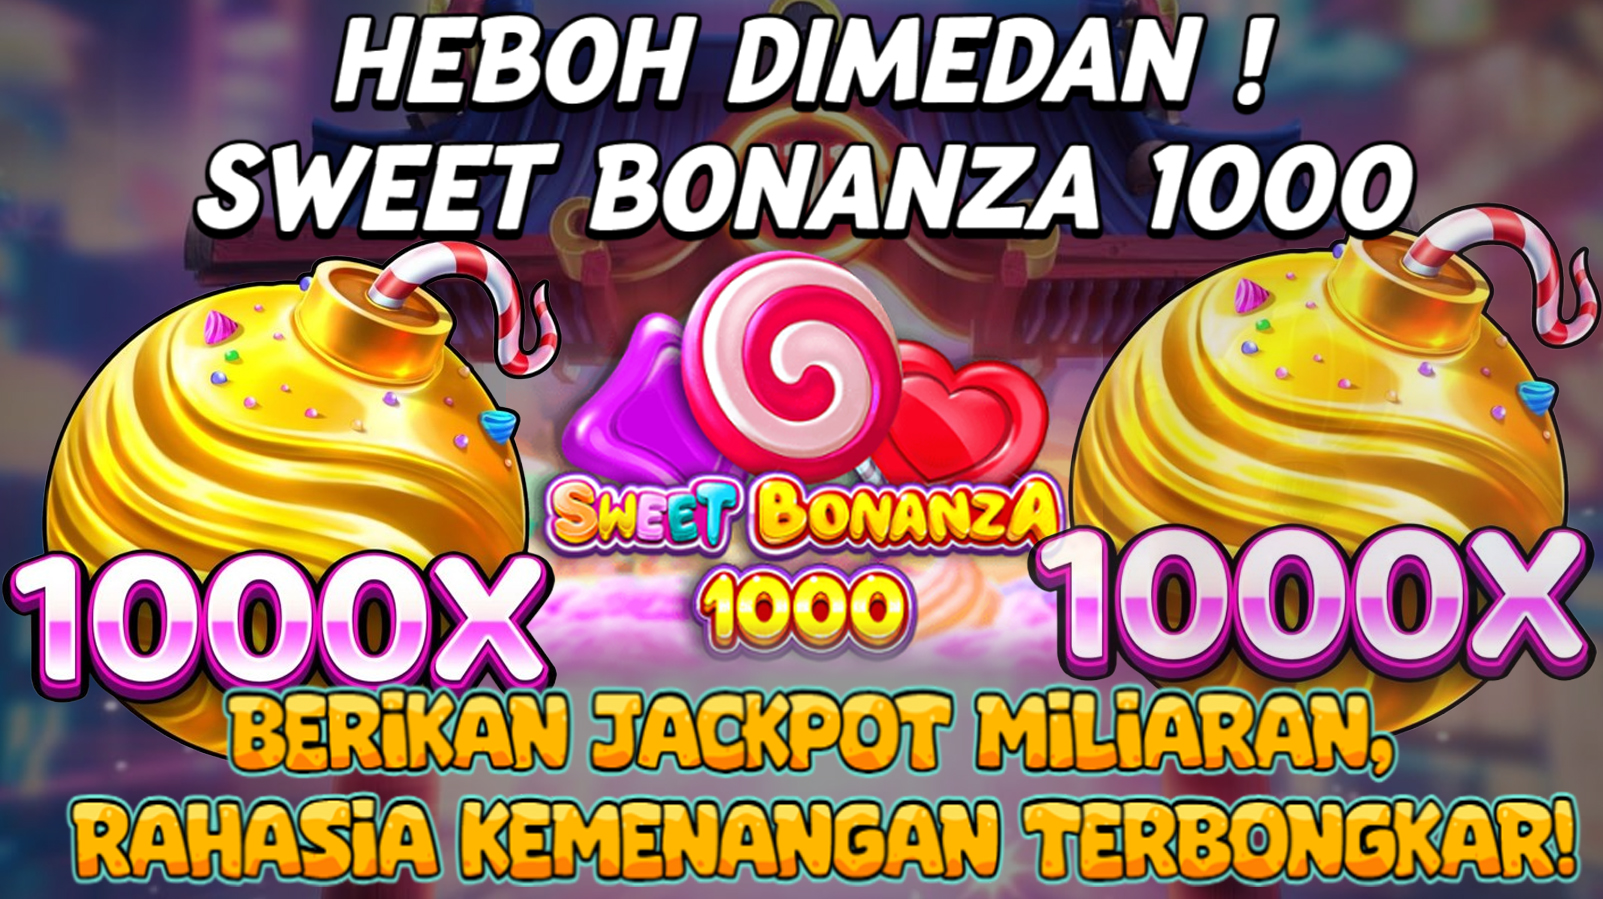 HEBOH DIMEDAN !
SWEET BONANZA 1000
SWEET BONANZA
1000
1000X
1000X
BERIKAN JACKPOT MILIARAN,
RAHASIA KEMENANGAN TERBONGKAR!